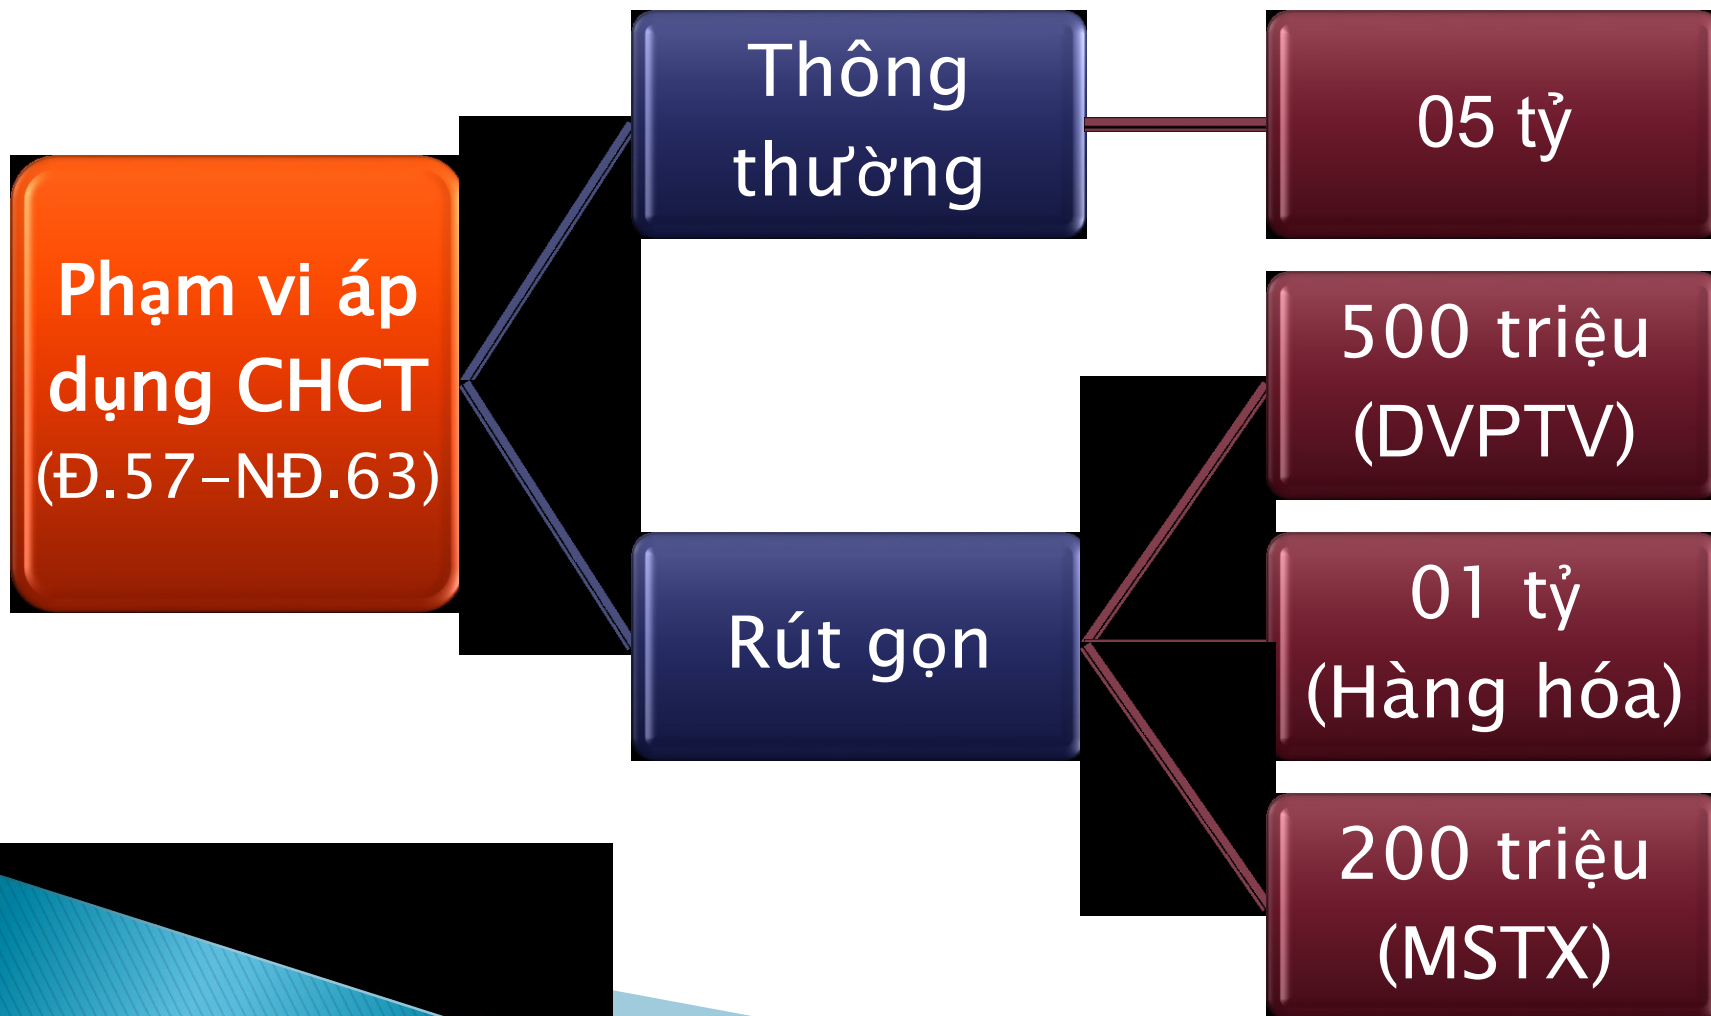 Phạm vi áp
dụng CHCT
(Đ.57-NĐ.63)
Thông
thường
05 tỷ
Rút gọn
500 triệu
(DVPTV)
01 tỷ
(Hàng hóa)
200 triệu
(MSTX)